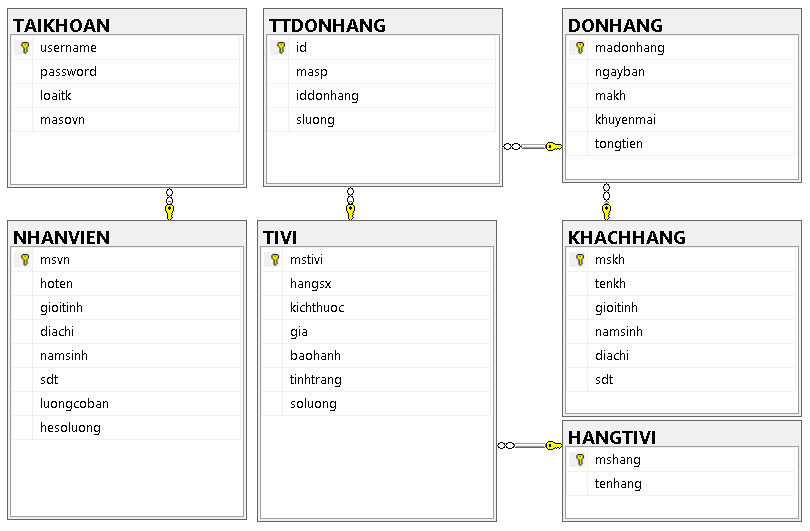 TAIKHOAN
username
password
loaitk
masovn
TTDONHANG
id
masp
iddonhang
sluong
DONHANG
madonhang
ngayban
makh
khuyenmai
tongtien
NHANVIEN
msvn
hoten
gioitinh
diachi
namsinh
sdt
luongcoban
hesoluong
TIVI
mstivi
hangsx
kichthuoc
gia
baohanh
tinhtrang
soluong
KHACHHANG
mskh
tenkh
gioitinh
namsinh
diachi
sdt
HANGTIVI
mshang
tenhang